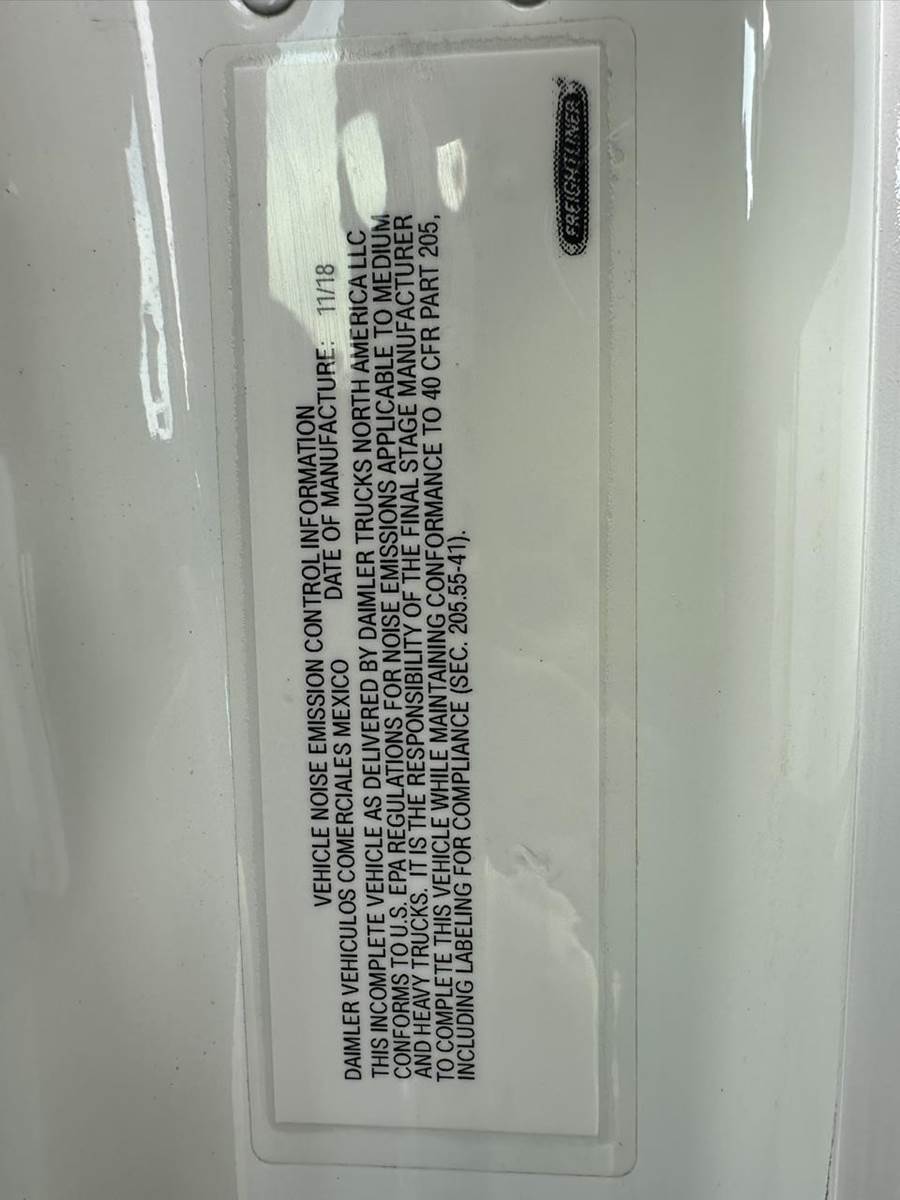 FREIGHTLINER
VEHICLE NOISE EMISSION CONTROL INFORMATION
DAIMLER VEHICULOS COMERCIALES MEXICO DATE OF MANUFACTURE: 11/18
THIS INCOMPLETE VEHICLE AS DELIVERED BY DAIMLER TRUCKS NORTH AMERICA LLC
CONFORMS TO U.S. EPA REGULATIONS FOR NOISE EMISSIONS APPLICABLE TO MEDIUM
AND HEAVY TRUCKS. IT IS THE RESPONSIBILITY OF THE FINAL STAGE MANUFACTURER
TO COMPLETE THIS VEHICLE WHILE MAINTAINING CONFORMANCE TO 40 CFR PART 205,
INCLUDING LABELING FOR COMPLIANCE (SEC. 205.55-41).